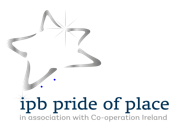 ipb pride of place
in association with Co-operation Ireland